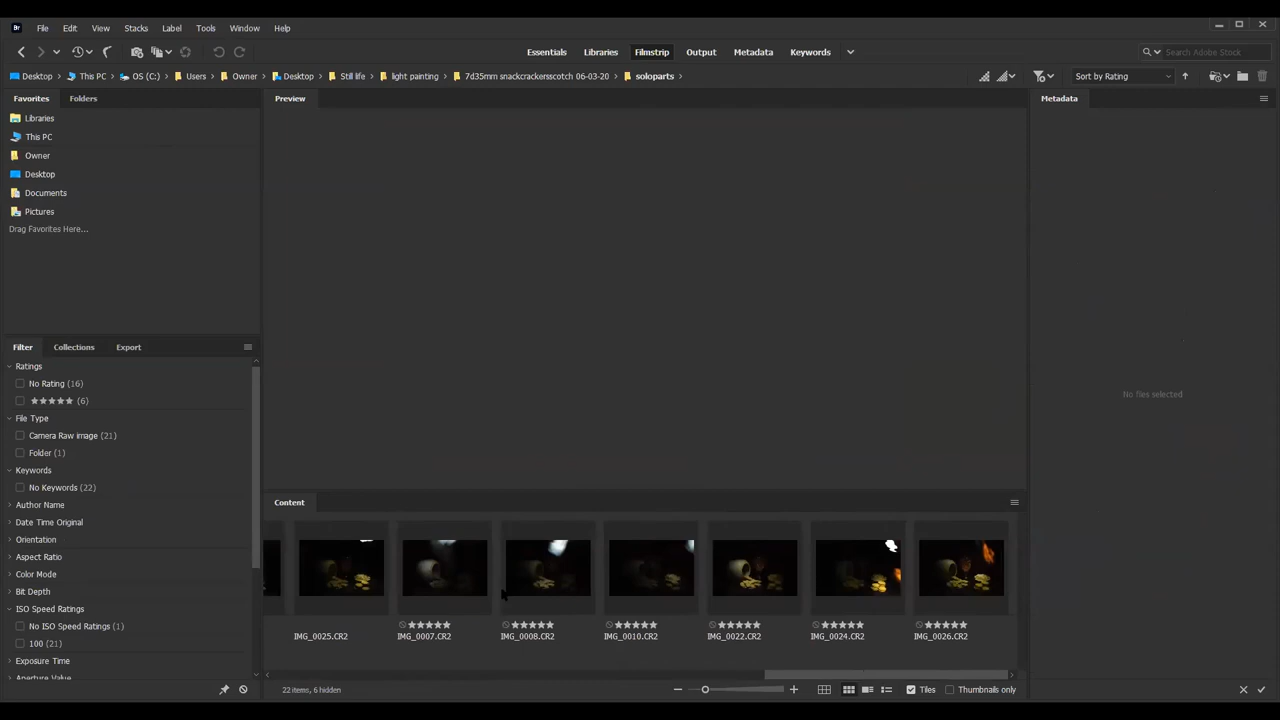 Br File Edit View Stacks Label Tools Window Help
Essentials Libraries Filmstrip Output Metadata Keywords Search Adobe Stock
Desktop This PC OS (C:) Users Owner Desktop Still life light painting 7d35mm snackcrackersscotch 06-03-20 soloparts Sort by Rating
Favorites Folders
Libraries
This PC
Owner
Desktop
Documents
Pictures
Drag Favorites Here...
Preview
Metadata
No files selected
Filter Collections Export
Ratings
No Rating (16)
★★★★★ (6)
File Type
Camera Raw image (21)
Folder (1)
Keywords
No Keywords (22)
Author Name
Date Time Original
Orientation
Aspect Ratio
Color Mode
Bit Depth
ISO Speed Ratings
No ISO Speed Ratings (1)
100 (21)
Exposure Time
Aperture Value
Content
IMG_0025.CR2 IMG_0007.CR2 IMG_0008.CR2 IMG_0010.CR2 IMG_0022.CR2 IMG_0024.CR2 IMG_0026.CR2
22 items, 6 hidden Tiles Thumbnails only